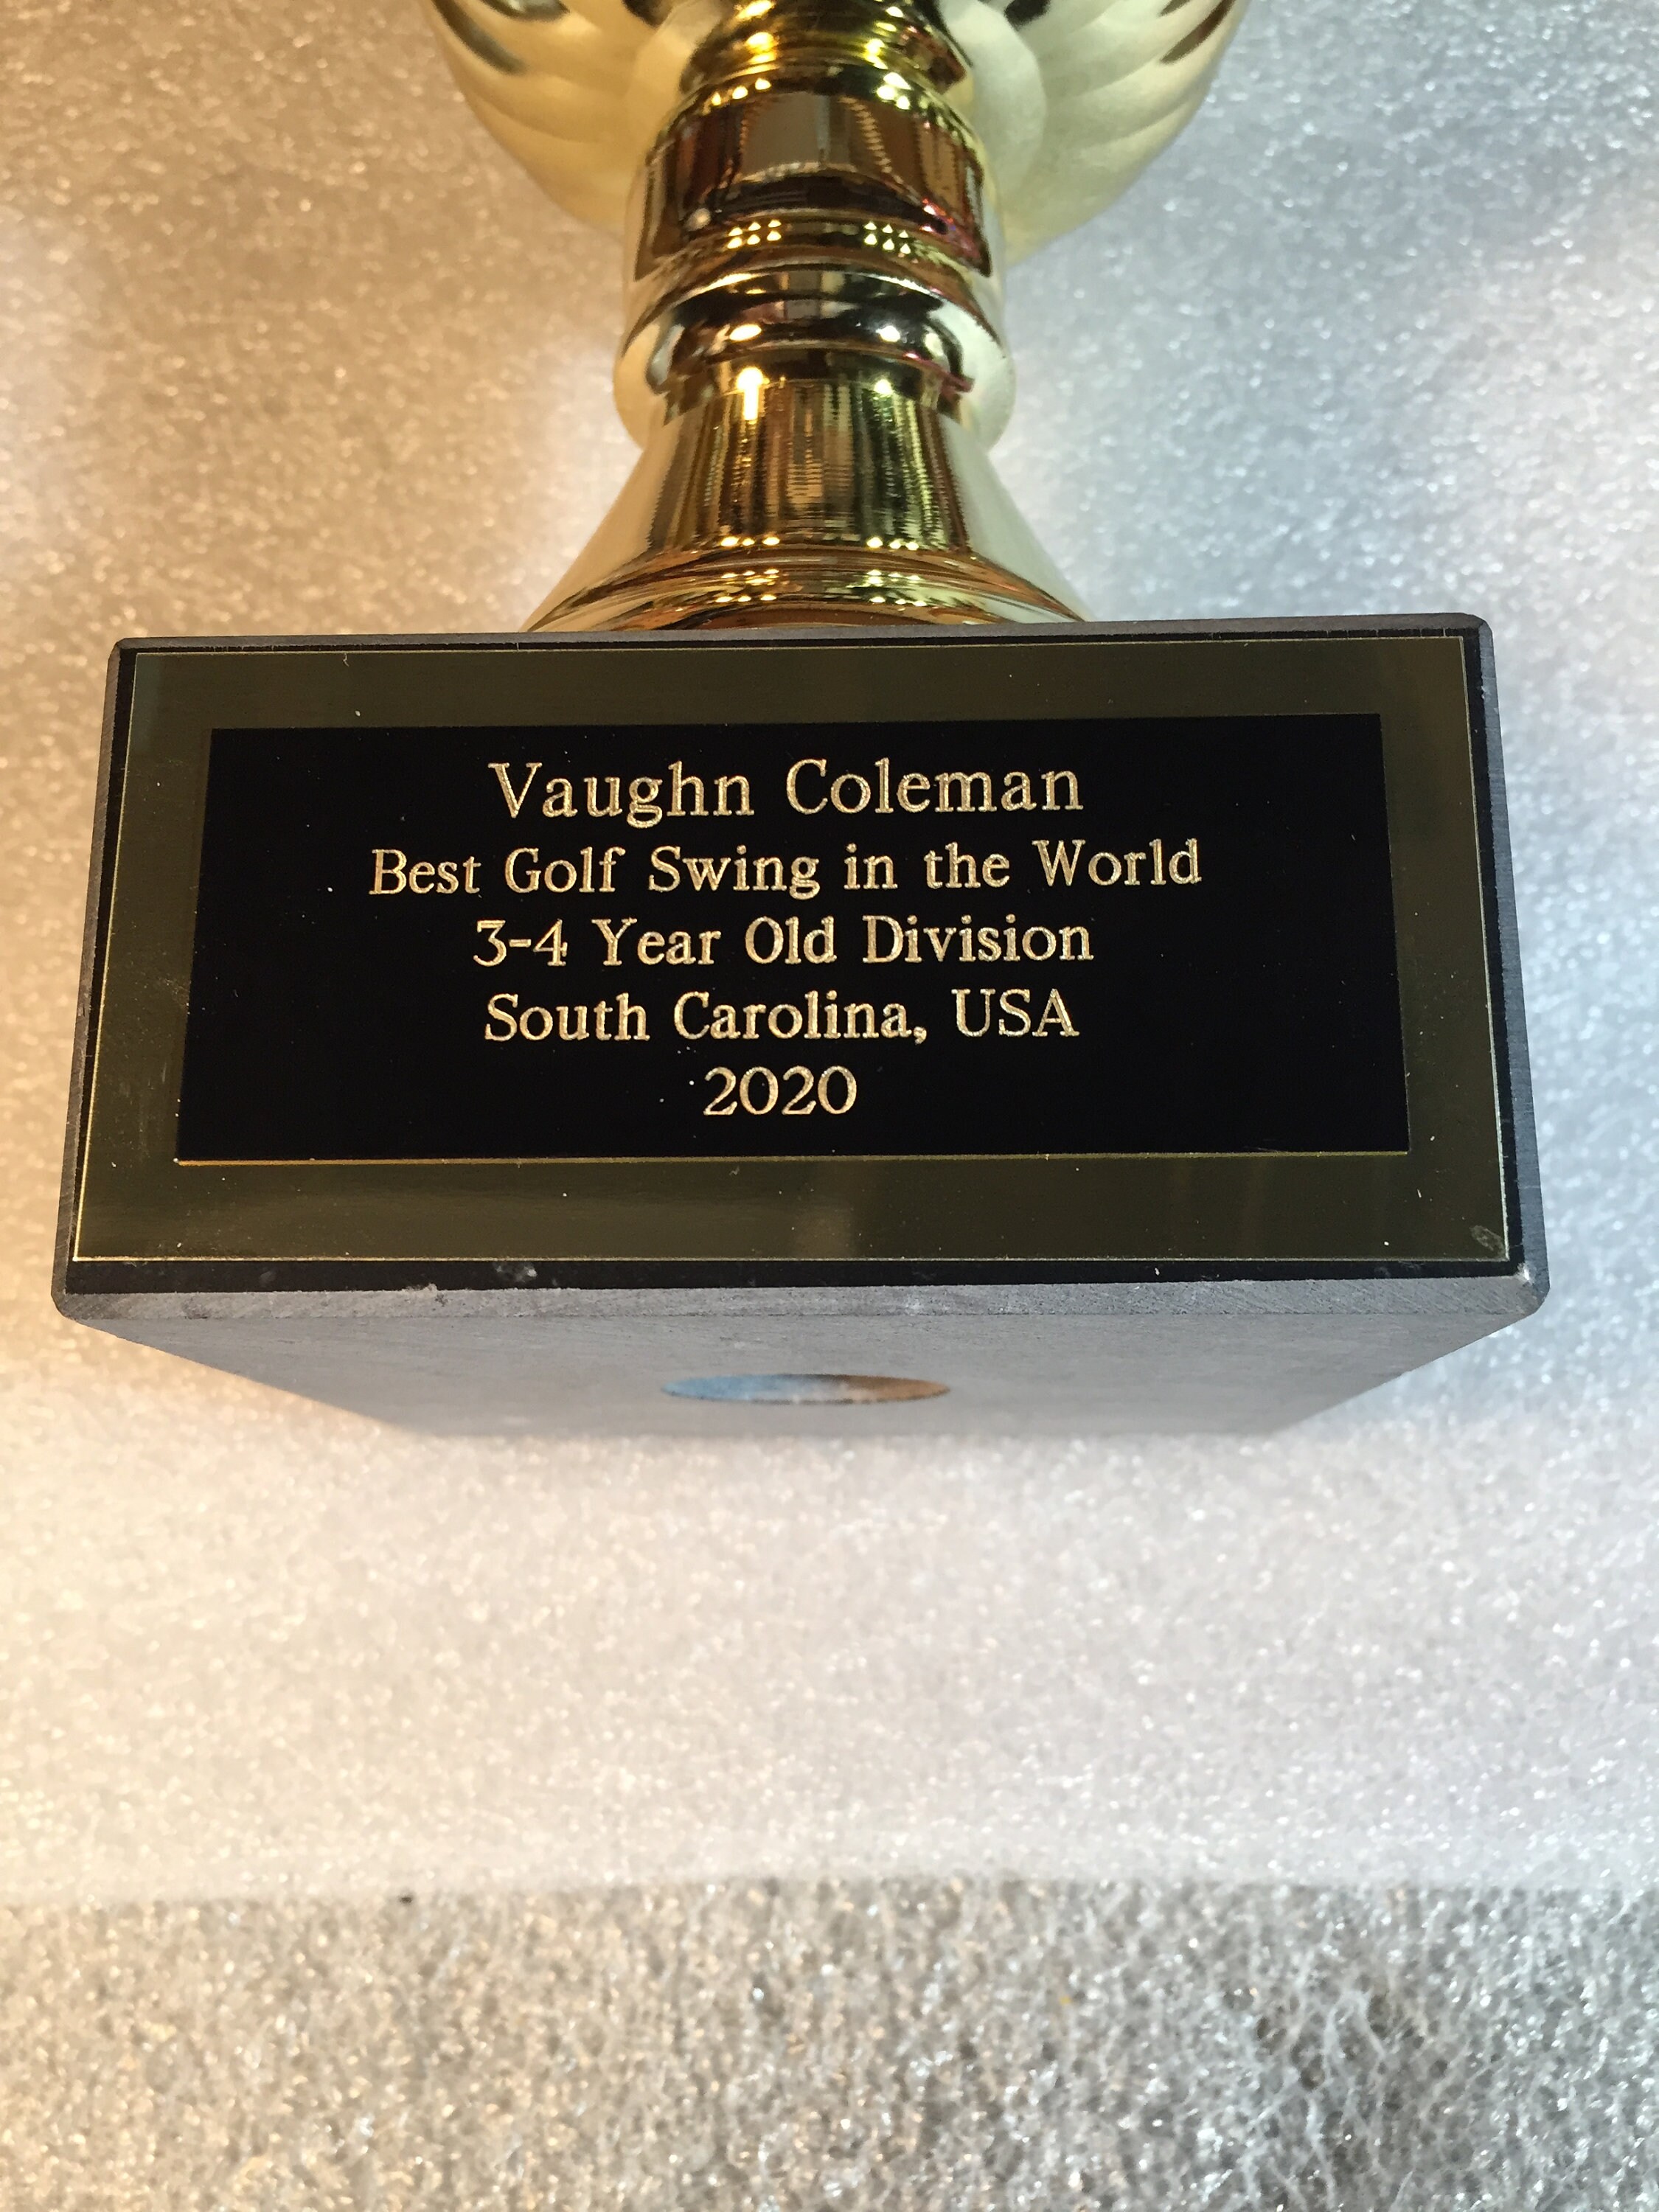 Vaughn Coleman
Best Golf Swing in the World
3-4 Year Old Division
South Carolina, USA
2020